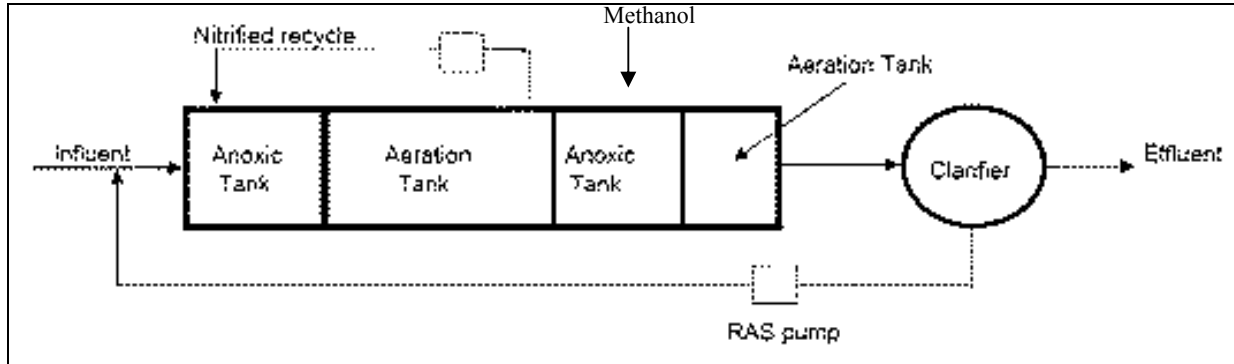 Methanol
Nitrified recycle
Aeration Tank
Influent
Anoxic
Tank
Aeration
Tank
Anoxic
Tank
Clarifier
Effluent
RAS pump